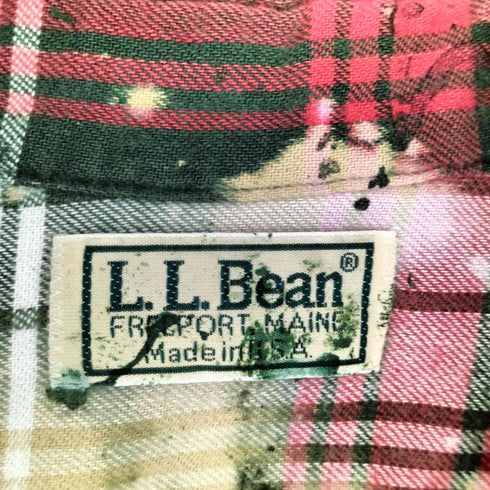 L.L.Bean®
FREEPORT, MAINE
Made in U.S.A.